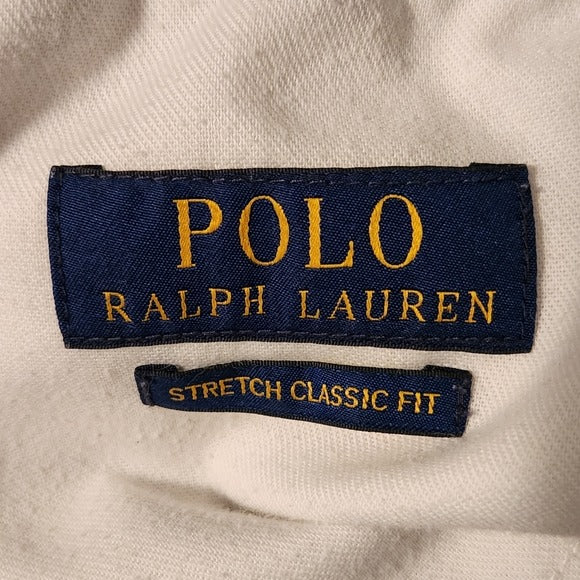 POLO
RALPH LAUREN
STRETCH CLASSIC FIT